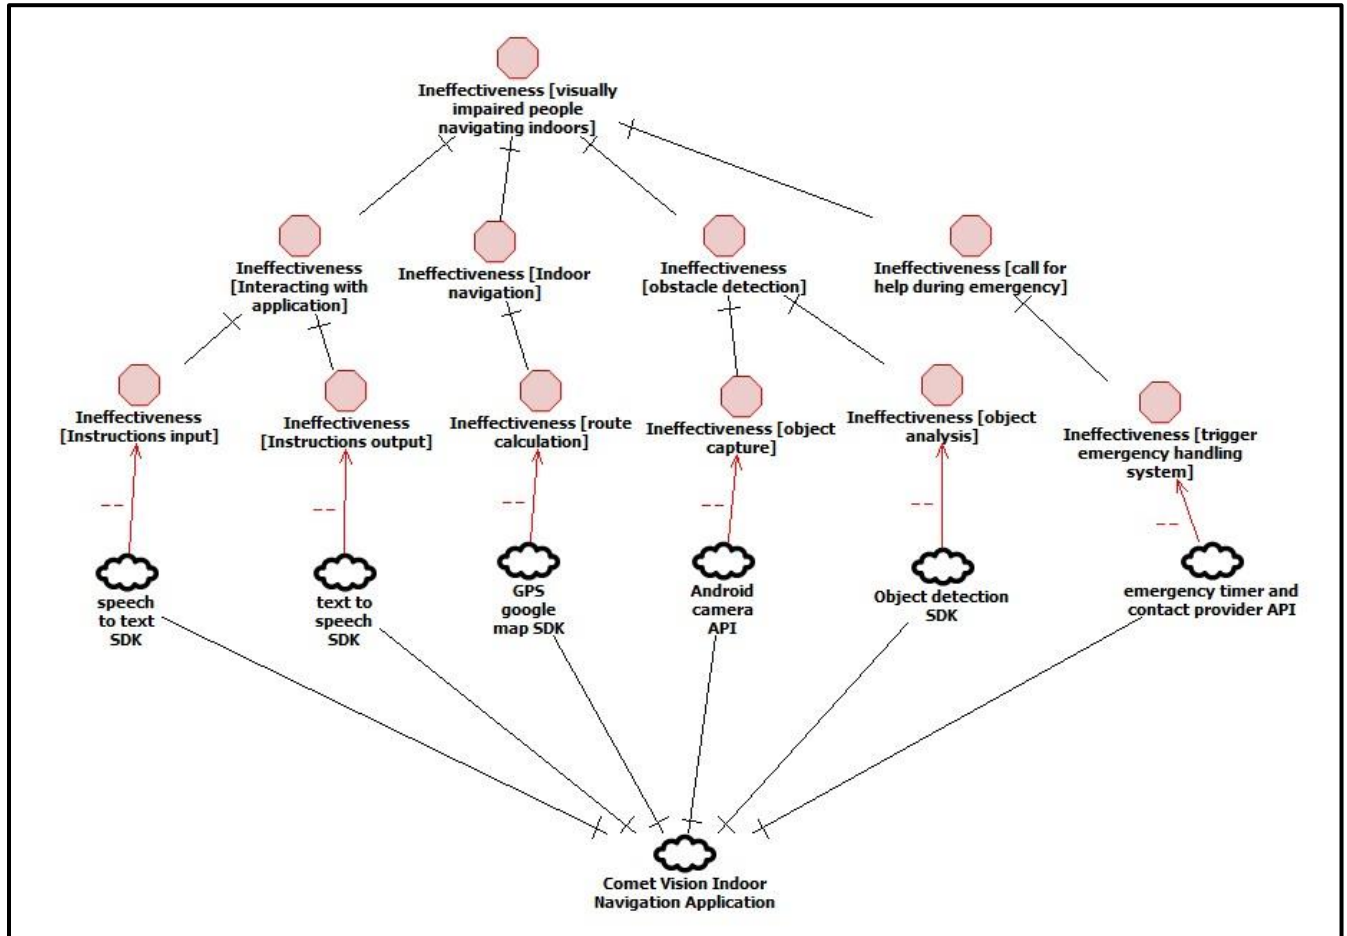 Ineffectiveness [visually
impaired people
navigating indoors]
Ineffectiveness
[Interacting with
application]
Ineffectiveness [Indoor
navigation]
Ineffectiveness
[obstacle detection]
Ineffectiveness [call for
help during emergency]
Ineffectiveness
[Instructions input]
Ineffectiveness
[Instructions output]
Ineffectiveness [route
calculation]
Ineffectiveness [object
capture]
Ineffectiveness [object
analysis]
Ineffectiveness [trigger
emergency handling
system]
--
--
--
--
--
--
speech
to text
SDK
text to
speech
SDK
GPS
google
map SDK
Android
camera
API
Object detection
SDK
emergency timer and
contact provider API
Comet Vision Indoor
Navigation Application